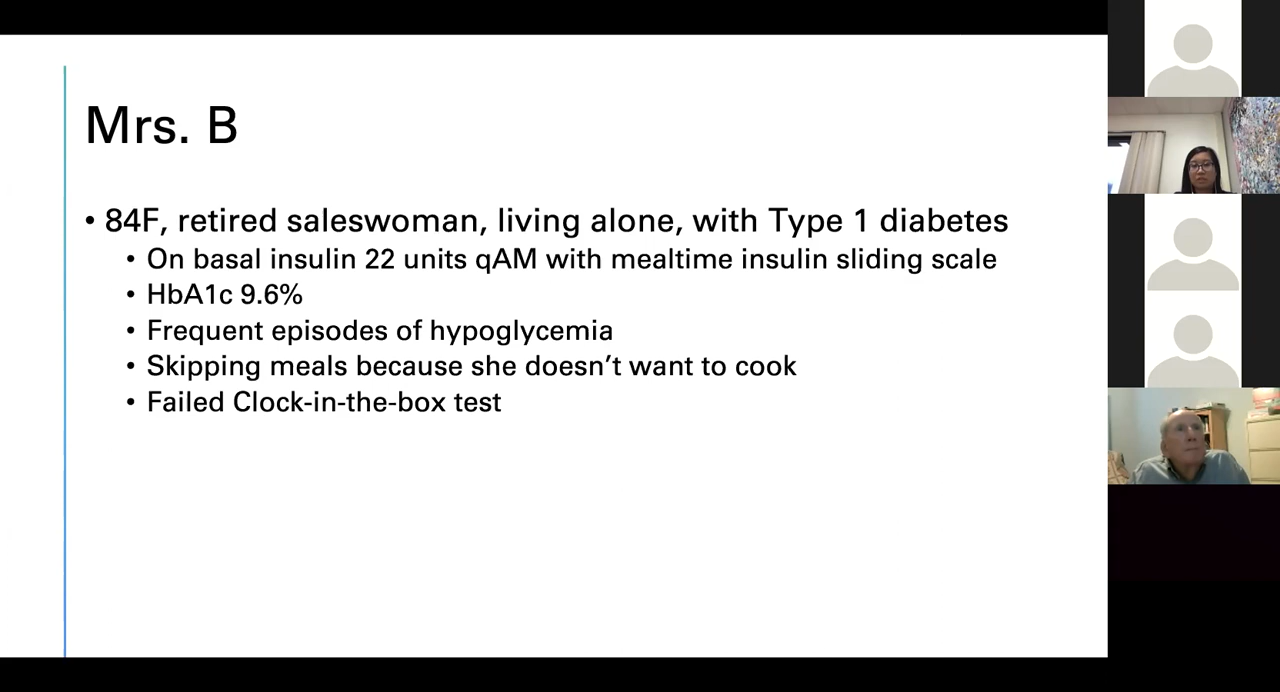 Mrs. B
• 84F, retired saleswoman, living alone, with Type 1 diabetes
• On basal insulin 22 units qAM with mealtime insulin sliding scale
• HbA1c 9.6%
• Frequent episodes of hypoglycemia
• Skipping meals because she doesn’t want to cook
• Failed Clock-in-the-box test